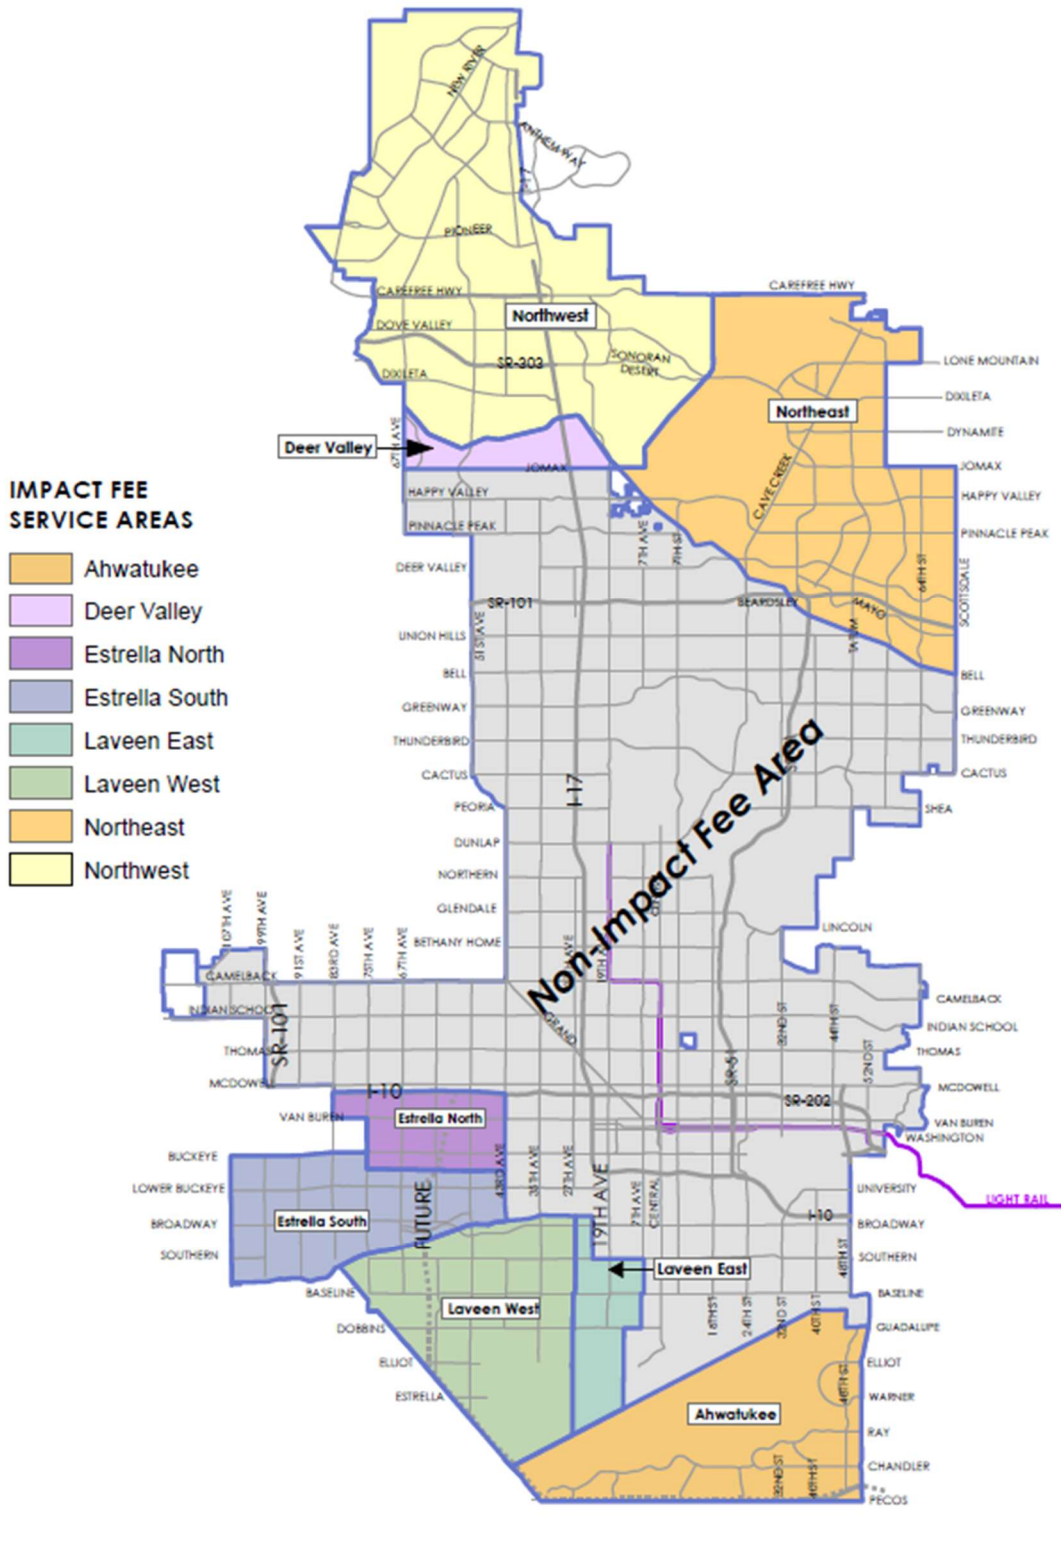 NEW RIVER
ANTHEM WAY
I-17
PIONEER
CAREFREE HWY
CAREFREE HWY
Northwest
DOVE VALLEY
SR-303
SONORAN
DESERT
LONE MOUNTAIN
DIXILETA
DIXILETA
Northeast
67TH AVE
DYNAMITE
Deer Valley
JOMAX
JOMAX
CAVE CREEK
IMPACT FEE
SERVICE AREAS
HAPPY VALLEY
HAPPY VALLEY
PINNACLE PEAK
PINNACLE PEAK
7TH AVE
7TH ST
64TH ST
SCOTTSDALE
Ahwatukee
DEER VALLEY
Deer Valley
SR-101
BEARDSLEY
MAYO
51ST AVE
UNION HILLS
TATUM
Estrella North
BELL
BELL
Estrella South
GREENWAY
GREENWAY
Laveen East
THUNDERBIRD
THUNDERBIRD
Laveen West
CACTUS
CACTUS
I-17
PEORIA
SHEA
Northeast
DUNLAP
Northwest
NORTHERN
Non-Impact Fee Area
GLENDALE
107TH AVE
99TH AVE
91ST AVE
83RD AVE
75TH AVE
67TH AVE
BETHANY HOME
LINCOLN
CAMELBACK
CAMELBACK
INDIAN SCHOOL
SR-101
GRAND
32ND ST
44TH ST
INDIAN SCHOOL
THOMAS
52ND ST
THOMAS
SR-51
MCDOWELL
I-10
SR-202
MCDOWELL
VAN BUREN
Estrella North
VAN BUREN
WASHINGTON
BUCKEYE
43RD AVE
35TH AVE
27TH AVE
19TH AVE
7TH AVE
CENTRAL
LOWER BUCKEYE
UNIVERSITY
LIGHT RAIL
FUTURE
BROADWAY
Estrella South
I-10
BROADWAY
SOUTHERN
48TH ST
SOUTHERN
Laveen East
BASELINE
BASELINE
Laveen West
16TH ST
24TH ST
32ND ST
40TH ST
DOBBINS
GUADALUPE
ELLIOT
ELLIOT
ESTRELLA
48TH ST
WARNER
Ahwatukee
RAY
32ND ST
40TH ST
CHANDLER
PECOS